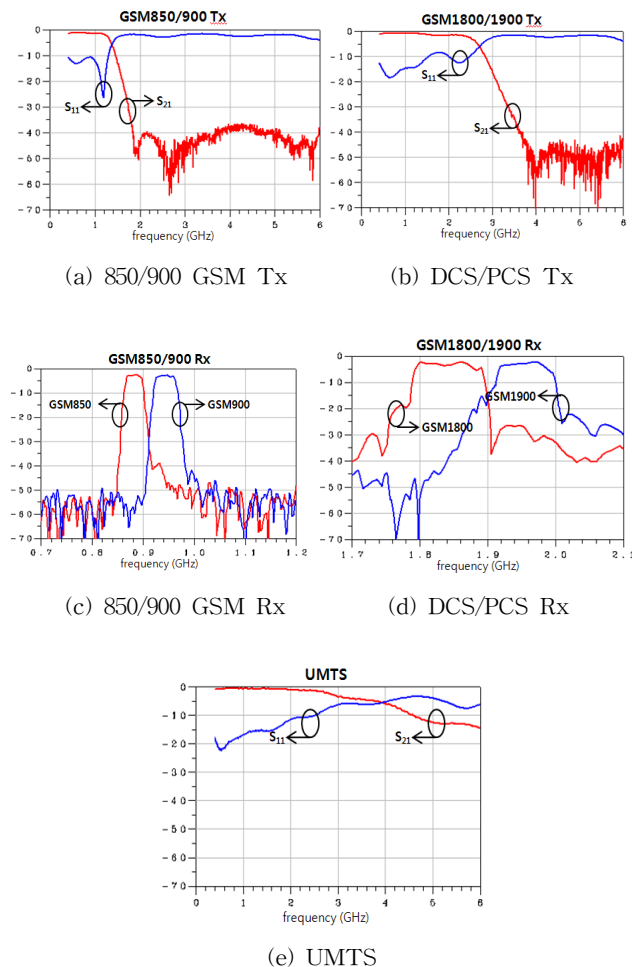 GSM850/900 Tx
0
-10
-20
-30
-40
-50
-60
-70
S11
S21
0 1 2 3 4 5 6
frequency (GHz)
(a) 850/900 GSM Tx
GSM1800/1900 Tx
0
-10
-20
-30
-40
-50
-60
-70
S11
S21
0 1 2 3 4 5 6
frequency (GHz)
(b) DCS/PCS Tx
GSM850/900 Rx
0
-10
-20
-30
-40
-50
-60
-70
GSM850
GSM900
0.7 0.8 0.9 1.0 1.1 1.2
frequency (GHz)
(c) 850/900 GSM Rx
GSM1800/1900 Rx
0
-10
-20
-30
-40
-50
-60
-70
GSM1900
GSM1800
1.7 1.8 1.9 2.0 2.1
frequency (GHz)
(d) DCS/PCS Rx
UMTS
0
-10
-20
-30
-40
-50
-60
-70
S11
S21
0 1 2 3 4 5 6
frequency (GHz)
(e) UMTS